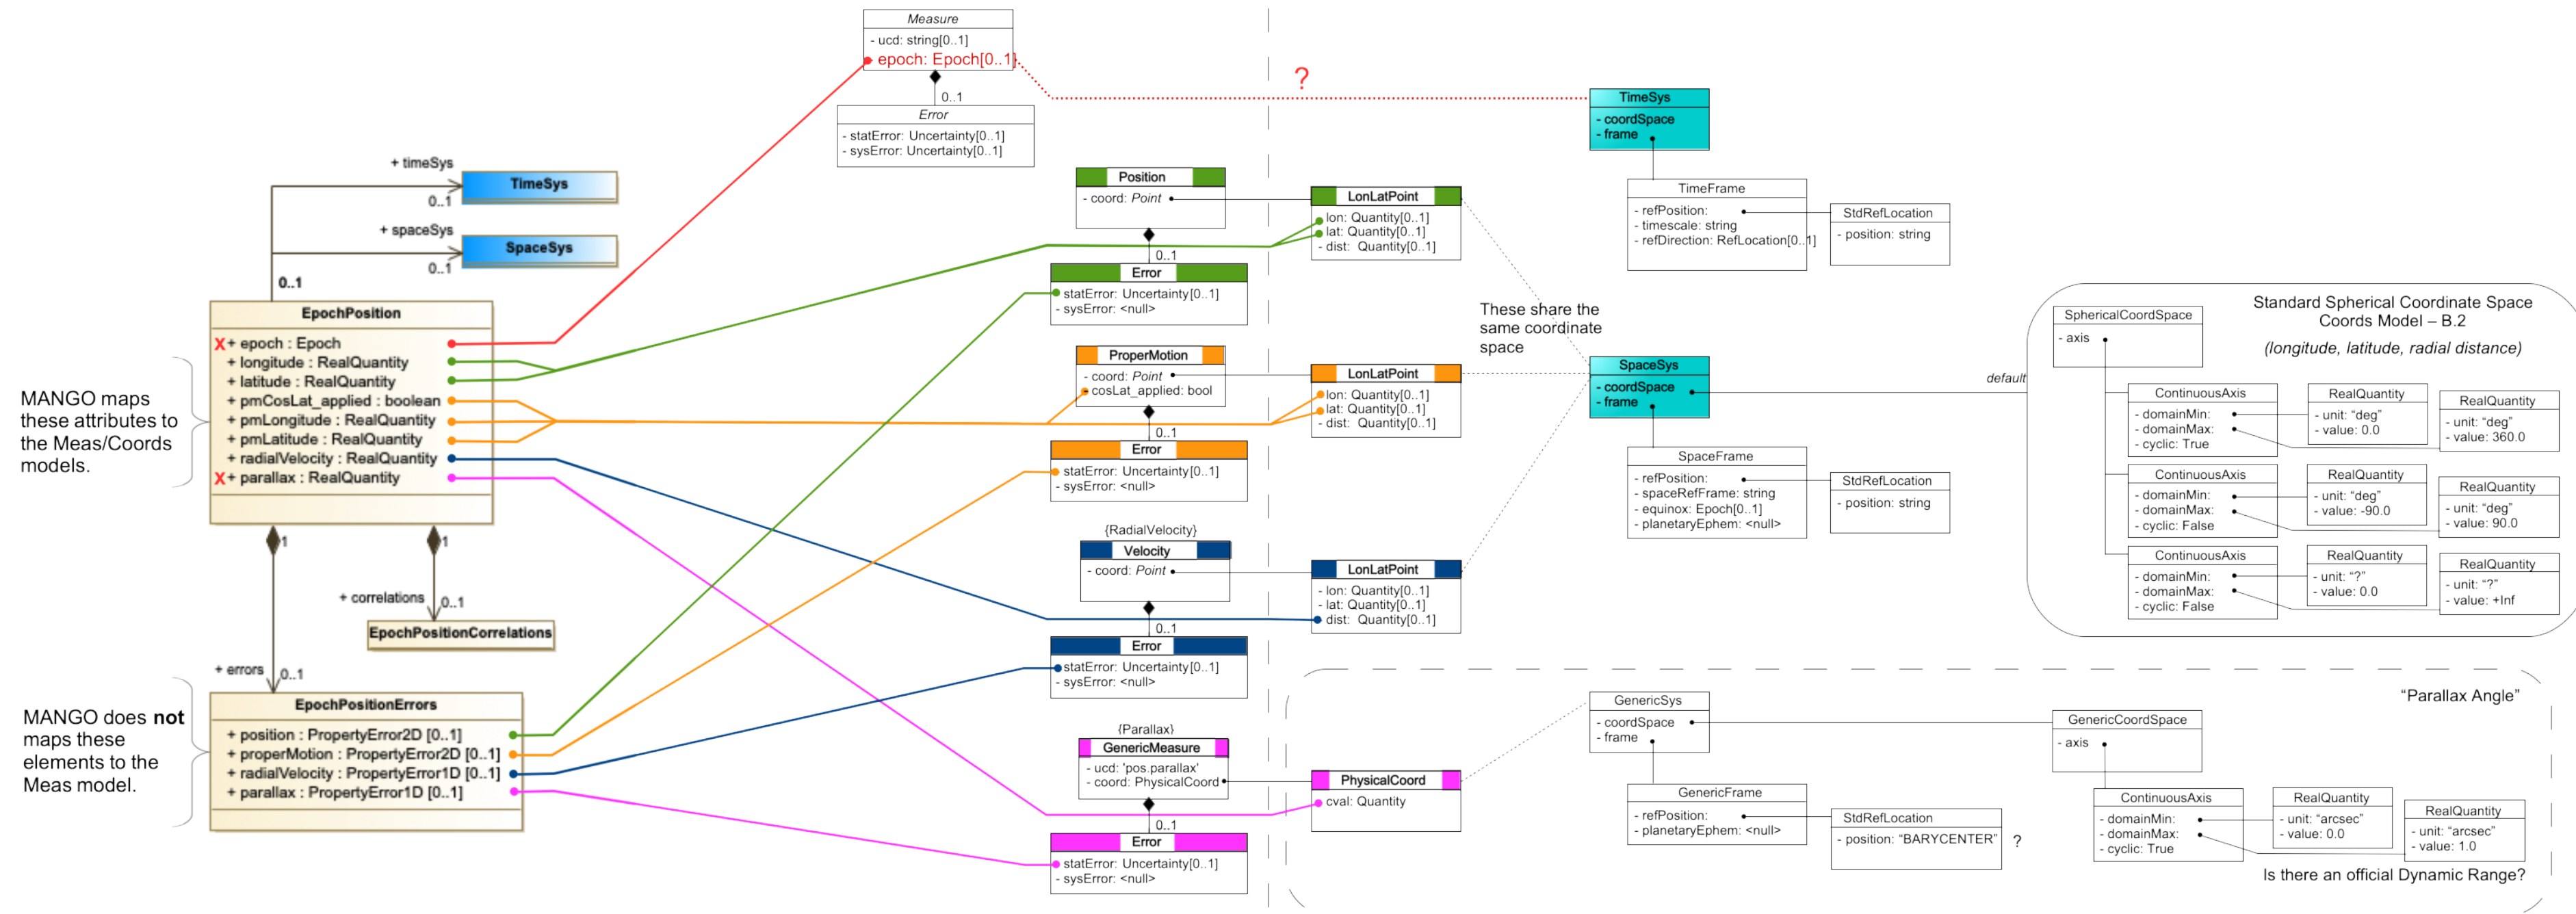 Measure
- ucd: string[0..1]
epoch: Epoch[0..1]
0..1
Error
- statError: Uncertainty[0..1]
- sysError: Uncertainty[0..1]
?
TimeSys
- coordSpace
- frame
TimeFrame
- refPosition:
- timescale: string
- refDirection: RefLocation[0..1]
StdRefLocation
- position: string
+ timeSys
0..1
TimeSys
+ spaceSys
0..1
SpaceSys
0..1
EpochPosition
X + epoch : Epoch
+ longitude : RealQuantity
+ latitude : RealQuantity
+ pmCosLat_applied : boolean
+ pmLongitude : RealQuantity
+ pmLatitude : RealQuantity
+ radialVelocity : RealQuantity
X + parallax : RealQuantity
MANGO maps
these attributes to
the Meas/Coords
models.
1
1
+ correlations
0..1
EpochPositionCorrelations
+ errors
0..1
EpochPositionErrors
+ position : PropertyError2D [0..1]
+ properMotion : PropertyError2D [0..1]
+ radialVelocity : PropertyError1D [0..1]
+ parallax : PropertyError1D [0..1]
MANGO does not
maps these
elements to the
Meas model.
Position
- coord: Point
0..1
Error
statError: Uncertainty[0..1]
- sysError: <null>
LonLatPoint
lon: Quantity[0..1]
lat: Quantity[0..1]
- dist: Quantity[0..1]
ProperMotion
- coord: Point
cosLat_applied: bool
0..1
Error
statError: Uncertainty[0..1]
- sysError: <null>
LonLatPoint
lon: Quantity[0..1]
lat: Quantity[0..1]
- dist: Quantity[0..1]
{RadialVelocity}
Velocity
- coord: Point
0..1
Error
statError: Uncertainty[0..1]
- sysError: <null>
LonLatPoint
- lon: Quantity[0..1]
- lat: Quantity[0..1]
dist: Quantity[0..1]
{Parallax}
GenericMeasure
- ucd: 'pos.parallax'
- coord: PhysicalCoord
0..1
Error
statError: Uncertainty[0..1]
- sysError: <null>
PhysicalCoord
cval: Quantity
These share the
same coordinate
space
SpaceSys
- coordSpace
- frame
default
SpaceFrame
- refPosition:
- spaceRefFrame: string
- equinox: Epoch[0..1]
- planetaryEphem: <null>
StdRefLocation
- position: string
Standard Spherical Coordinate Space
Coords Model – B.2
(longitude, latitude, radial distance)
SphericalCoordSpace
- axis
ContinuousAxis
- domainMin:
- domainMax:
- cyclic: True
RealQuantity
- unit: “deg”
- value: 0.0
RealQuantity
- unit: “deg”
- value: 360.0
ContinuousAxis
- domainMin:
- domainMax:
- cyclic: False
RealQuantity
- unit: “deg”
- value: -90.0
RealQuantity
- unit: “deg”
- value: 90.0
ContinuousAxis
- domainMin:
- domainMax:
- cyclic: False
RealQuantity
- unit: “?”
- value: 0.0
RealQuantity
- unit: “?”
- value: +Inf
“Parallax Angle”
GenericSys
- coordSpace
- frame
GenericFrame
- refPosition:
- planetaryEphem: <null>
StdRefLocation
- position: “BARYCENTER”
?
GenericCoordSpace
- axis
ContinuousAxis
- domainMin:
- domainMax:
- cyclic: True
RealQuantity
- unit: “arcsec”
- value: 0.0
RealQuantity
- unit: “arcsec”
- value: 1.0
Is there an official Dynamic Range?